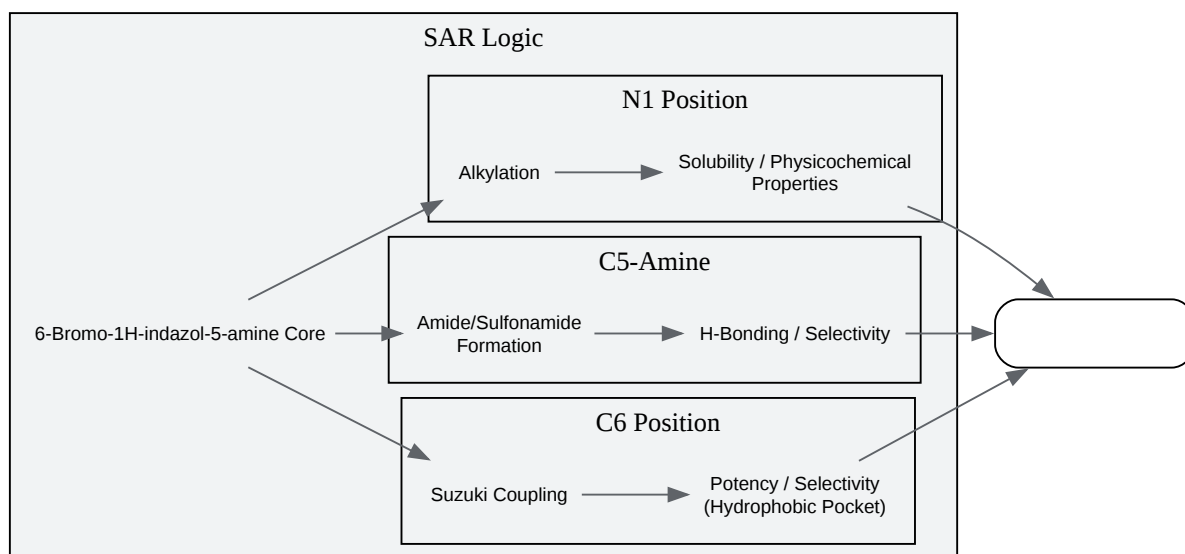 SAR Logic
N1 Position
Alkylation
Solubility / Physicochemical
Properties
C5-Amine
6-Bromo-1H-indazol-5-amine Core
Amide/Sulfonamide
Formation
H-Bonding / Selectivity
C6 Position
Suzuki Coupling
Potency / Selectivity
(Hydrophobic Pocket)